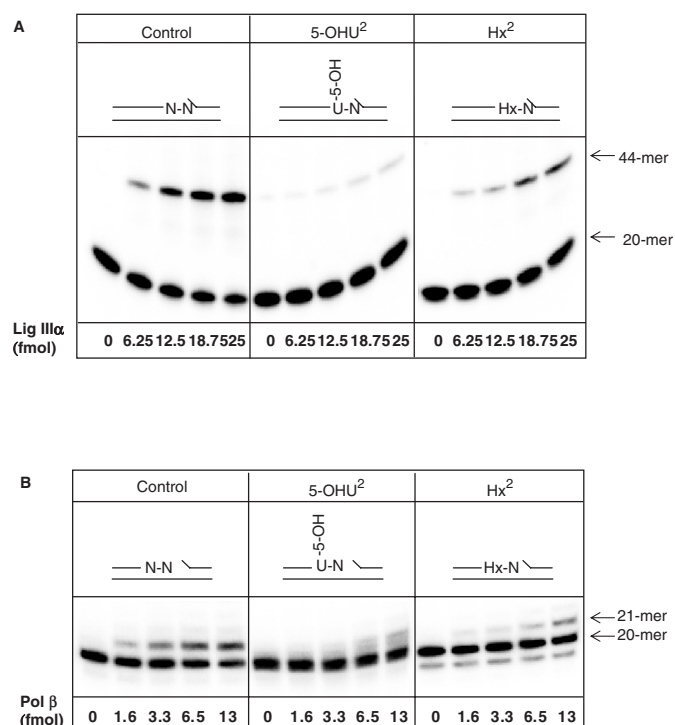 A
Control 5-OHU² Hx²
-5-OH
N-N U-N Hx-N
44-mer
20-mer
Lig IIIα
(fmol)
0 6.25 12.5 18.75 25 0 6.25 12.5 18.75 25 0 6.25 12.5 18.75 25
B
Control 5-OHU² Hx²
-5-OH
N-N U-N Hx-N
21-mer
20-mer
Pol β
(fmol)
0 1.6 3.3 6.5 13 0 1.6 3.3 6.5 13 0 1.6 3.3 6.5 13